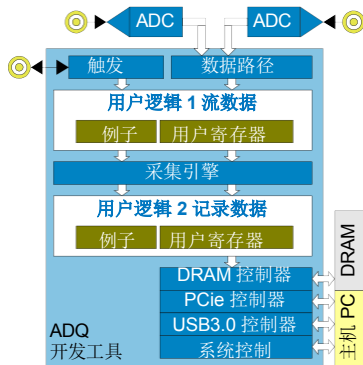 ADC
ADC
触发
数据路径
用户逻辑 1 流数据
例子
用户寄存器
采集引擎
用户逻辑 2 记录数据
例子
用户寄存器
DRAM 控制器
PCie 控制器
USB3.0 控制器
系统控制
ADQ
开发工具
DRAM
主机 PC